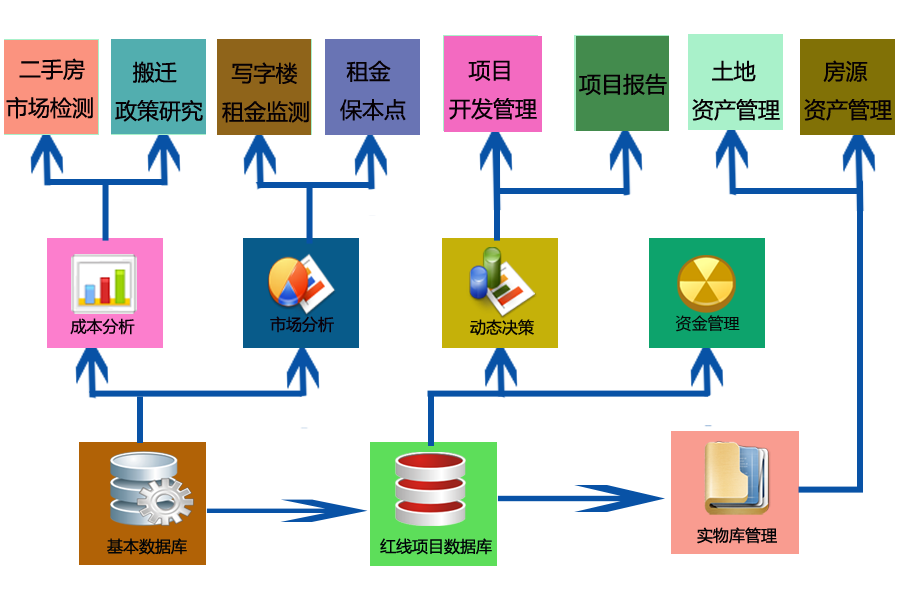 二手房
市场检测
搬迁
政策研究
写字楼
租金监测
租金
保本点
项目
开发管理
项目报告
土地
资产管理
房源
资产管理
成本分析
市场分析
动态决策
资金管理
基本数据库
红线项目数据库
实物库管理